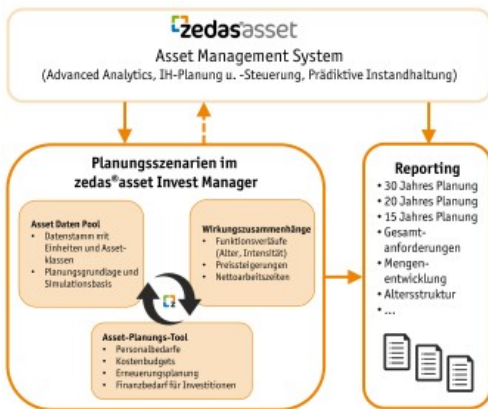 zedas®asset
Asset Management System
(Advanced Analytics, IH-Planung u. -Steuerung, Prädiktive Instandhaltung)
Planungsszenarien im
zedas®asset Invest Manager
Asset Daten Pool
• Datenstamm mit
Einheiten und Asset-
klassen
• Planungsgrundlage und
Simulationsbasis
Wirkungszusammenhänge
• Funktionsverläufe
(Alter, Intensität)
• Preissteigerungen
• Nettoarbeitszeiten
Asset-Planungs-Tool
• Personalbedarfe
• Kostenbudgets
• Erneuerungsplanung
• Finanzbedarf für Investitionen
Reporting
• 30 Jahres Planung
• 20 Jahres Planung
• 15 Jahres Planung
• Gesamt-
anforderungen
• Mengen-
entwicklung
• Altersstruktur
• ...